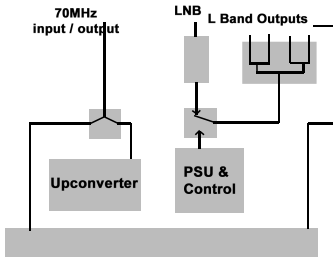 70MHz
input / output
LNB
L Band Outputs
Upconverter
PSU &
Control